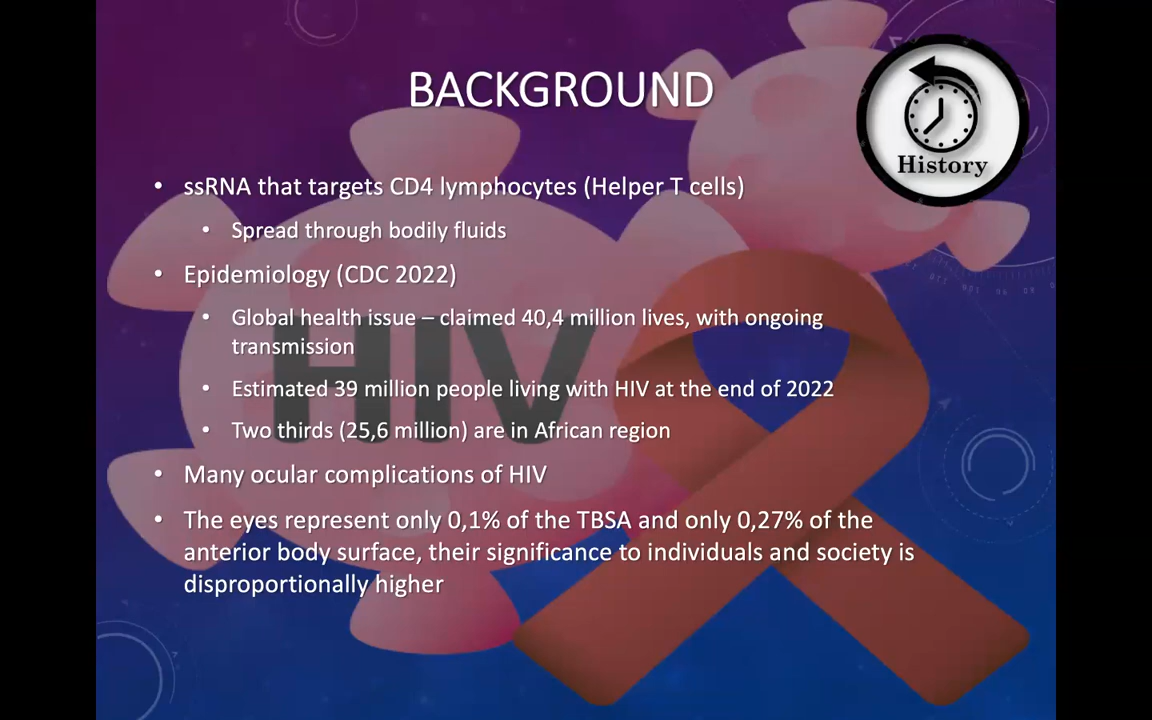 BACKGROUND
History
• ssRNA that targets CD4 lymphocytes (Helper T cells)
• Spread through bodily fluids
• Epidemiology (CDC 2022)
• Global health issue – claimed 40,4 million lives, with ongoing
transmission
• Estimated 39 million people living with HIV at the end of 2022
• Two thirds (25,6 million) are in African region
HIV
• Many ocular complications of HIV
• The eyes represent only 0,1% of the TBSA and only 0,27% of the
anterior body surface, their significance to individuals and society is
disproportionally higher